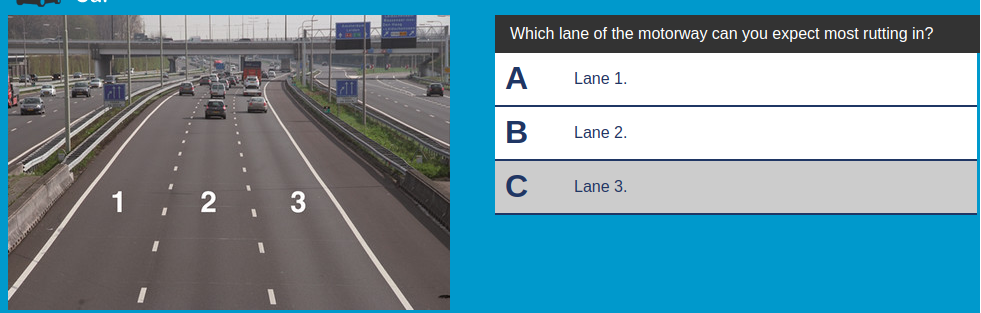 Car
Which lane of the motorway can you expect most rutting in?
A Lane 1.
B Lane 2.
C Lane 3.
1 2 3